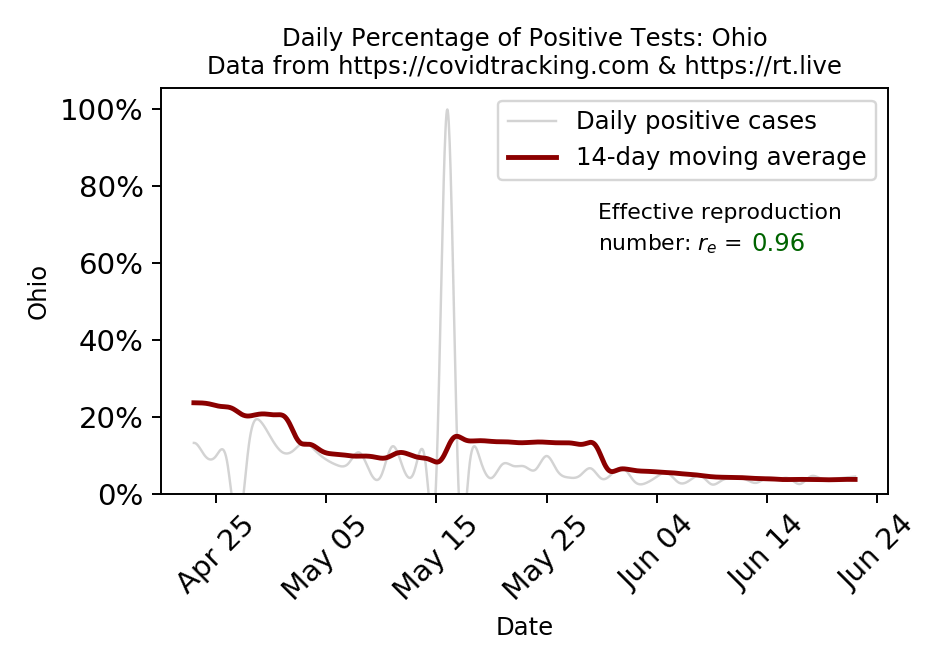 Daily Percentage of Positive Tests: Ohio
Data from https://covidtracking.com & https://rt.live
100%
80%
60%
40%
20%
0%
Ohio
Daily positive cases
14-day moving average
Effective reproduction
number: rₑ = 0.96
Apr 25
May 05
May 15
May 25
Jun 04
Jun 14
Jun 24
Date